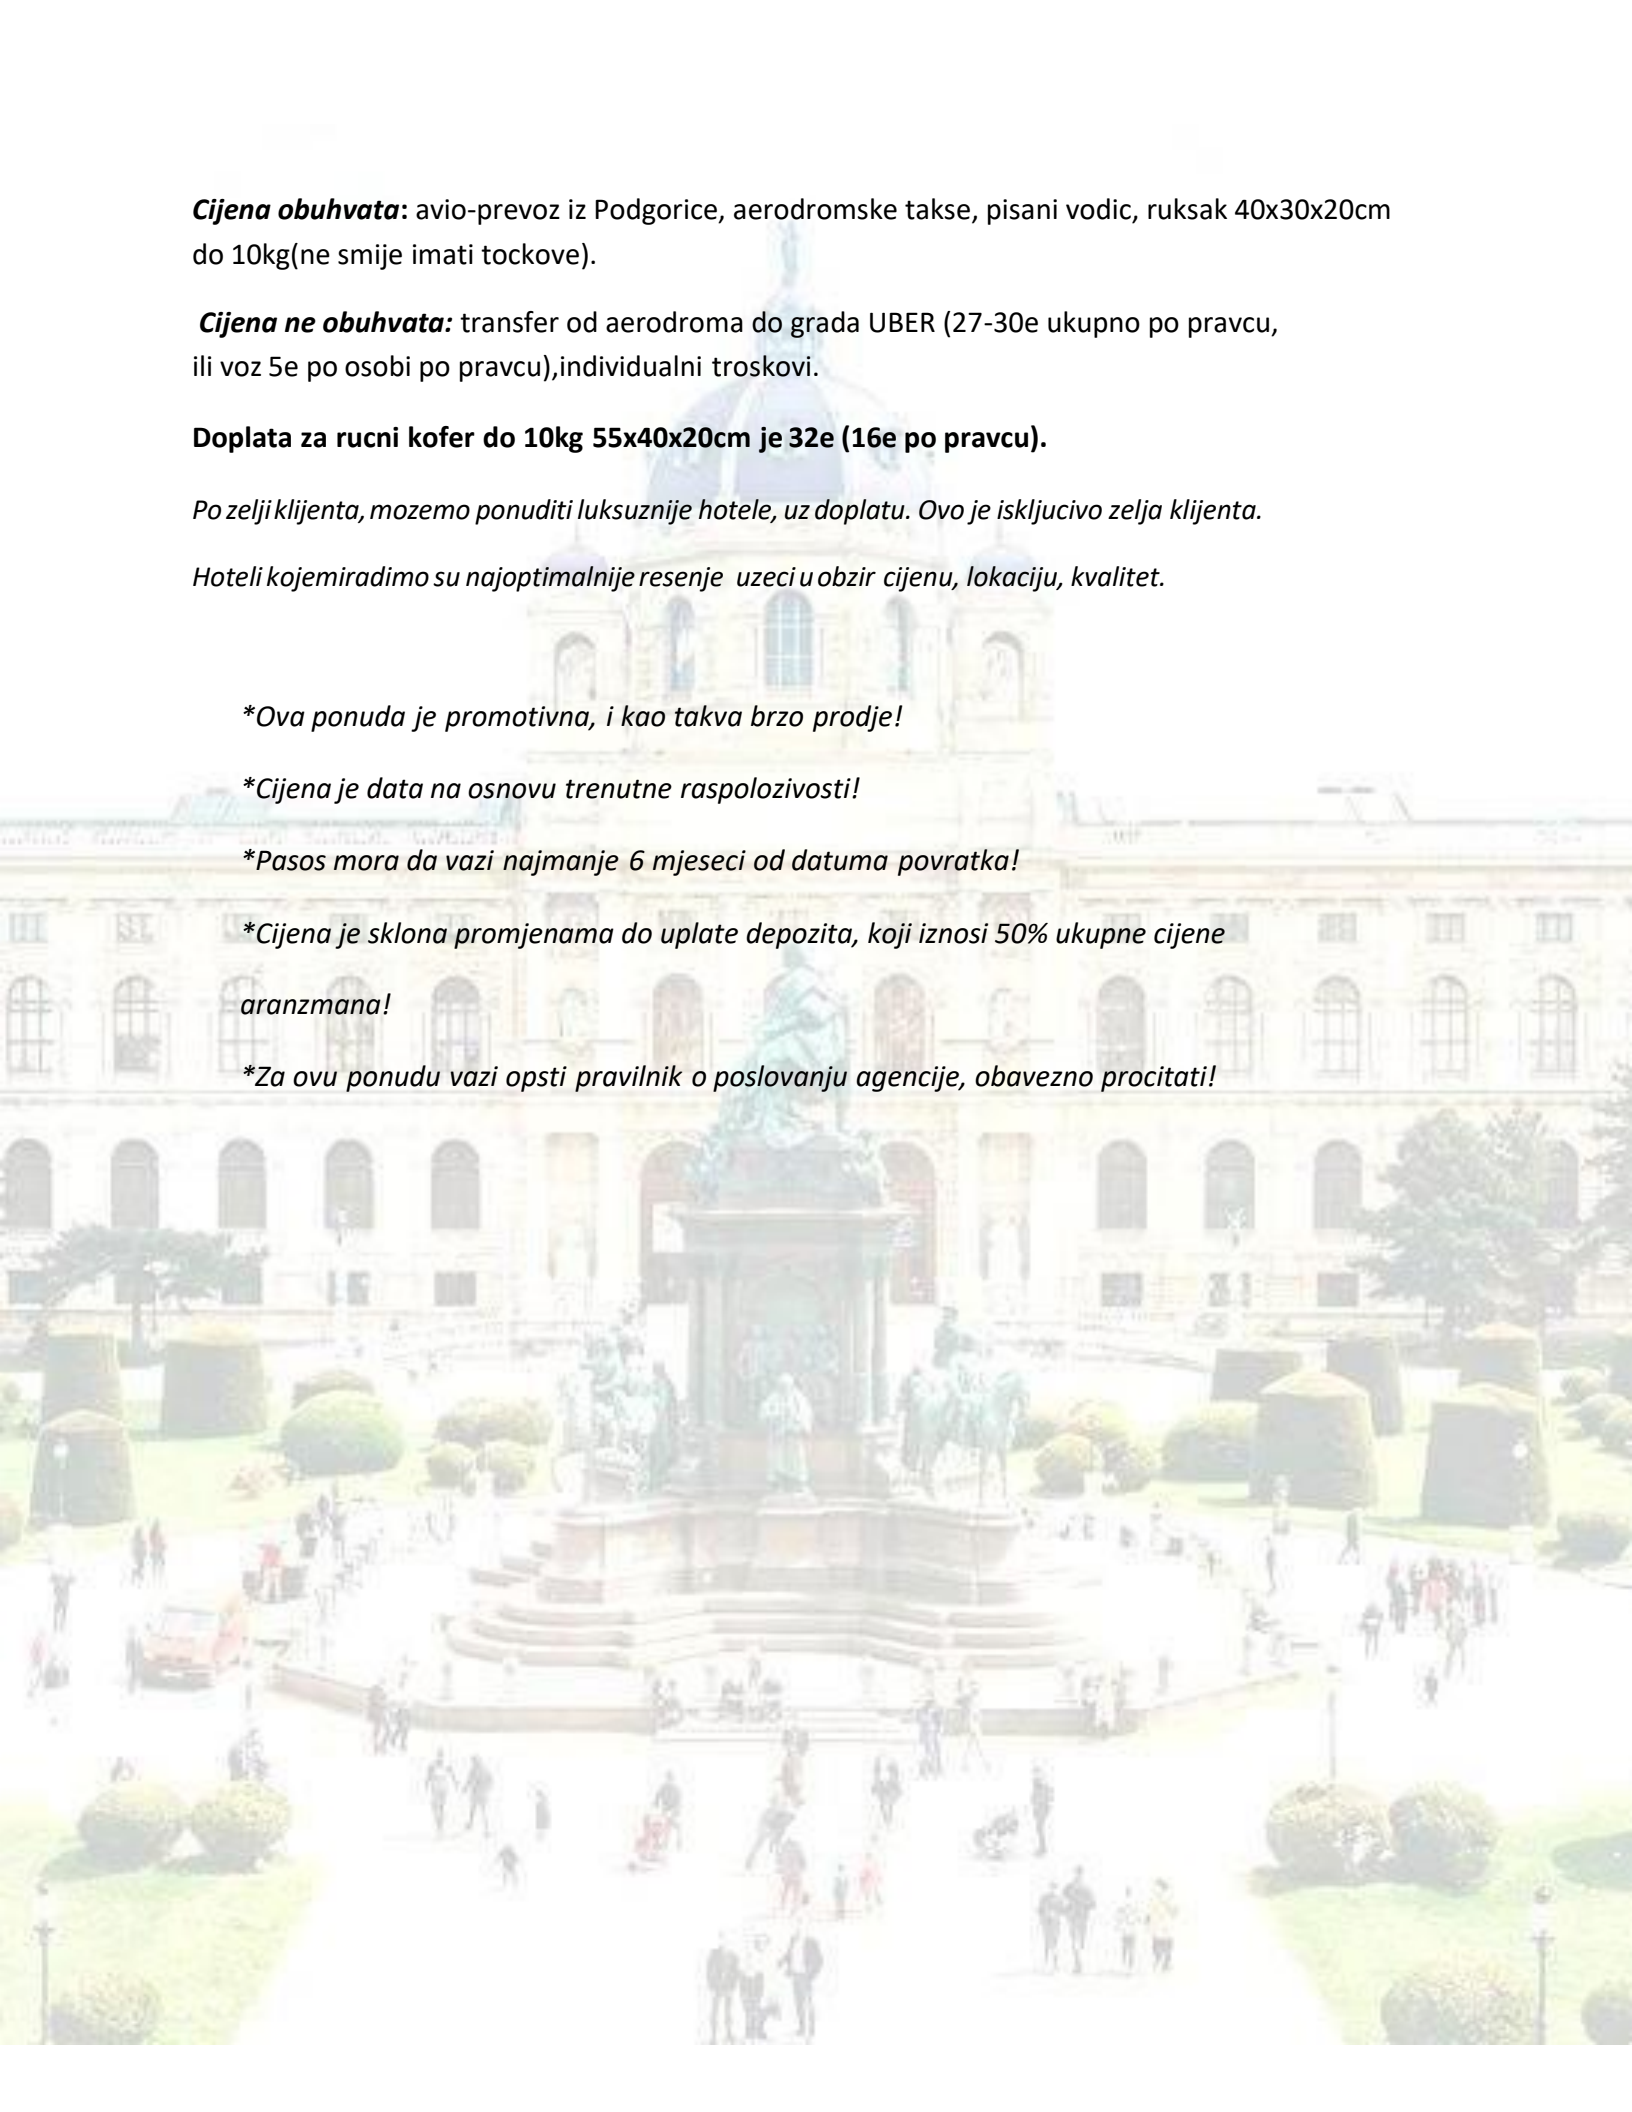 Cijena obuhvata: avio-prevoz iz Podgorice, aerodromske takse, pisani vodic, ruksak 40x30x20cm
do 10kg(ne smije imati tockove).
Cijena ne obuhvata: transfer od aerodroma do grada UBER (27-30e ukupno po pravcu,
ili voz 5e po osobi po pravcu),individualni troskovi.
Doplata za rucni kofer do 10kg 55x40x20cm je 32e (16e po pravcu).
Po zelji klijenta, mozemo ponuditi luksuznije hotele, uz doplatu. Ovo je iskljucivo zelja klijenta.
Hoteli kojemiradimo su najoptimalnije resenje uzeci u obzir cijenu, lokaciju, kvalitet.
*Ova ponuda je promotivna, i kao takva brzo prodje!
*Cijena je data na osnovu trenutne raspolozivosti!
*Pasos mora da vazi najmanje 6 mjeseci od datuma povratka!
*Cijena je sklona promjenama do uplate depozita, koji iznosi 50% ukupne cijene
aranzmana!
*Za ovu ponudu vazi opsti pravilnik o poslovanju agencije, obavezno procitati!